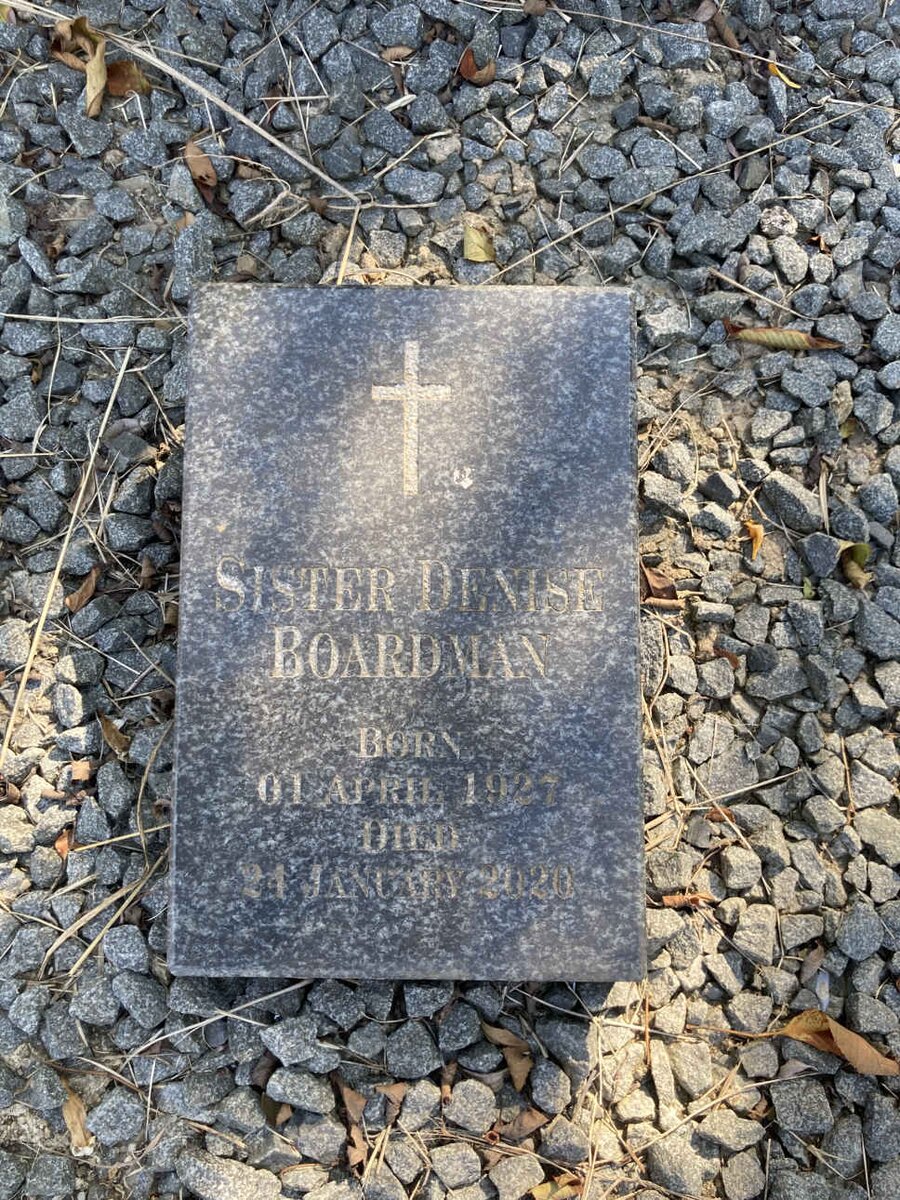 SISTER DENISE
BOARDMAN
BORN
01 APRIL 1927
DIED
24 JANUARY 2020